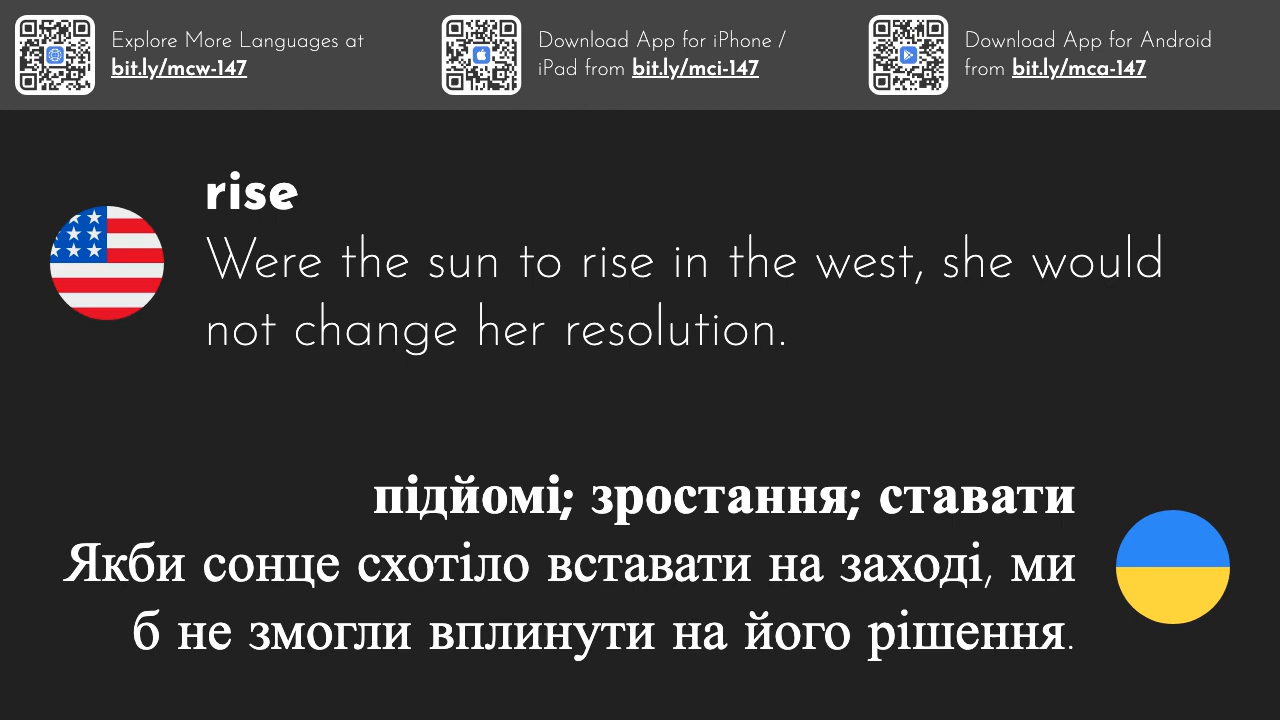 Explore More Languages at
bit.ly/mcw-147
Download App for iPhone /
iPad from bit.ly/mci-147
Download App for Android
from bit.ly/mca-147
rise
Were the sun to rise in the west, she would
not change her resolution.
підйомі; зростання; ставати
Якби сонце схотіло вставати на заході, ми
б не змогли вплинути на його рішення.